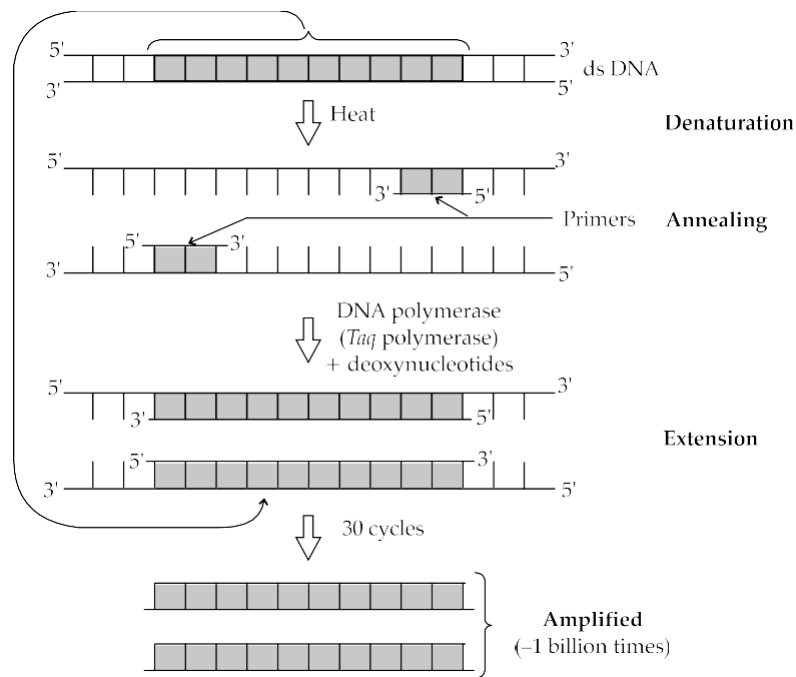 5' 3'
ds DNA
3' 5'
Heat
Denaturation
5' 3'
3' 5'
Primers Annealing
5' 3'
3' 5'
DNA polymerase
(Taq polymerase)
+ deoxynucleotides
5' 3'
3' 5'
Extension
5' 3'
3' 5'
30 cycles
Amplified
(~1 billion times)